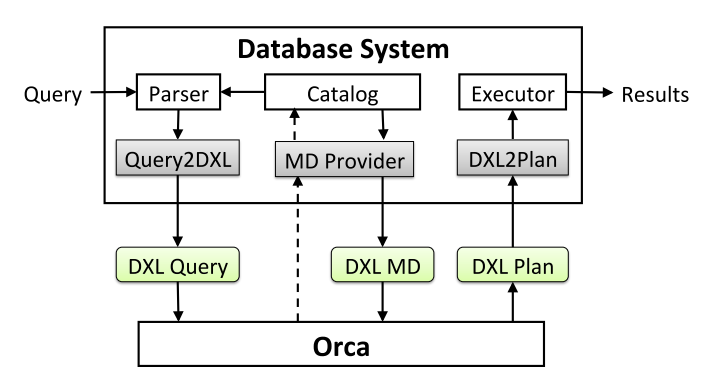 Database System
Query
Parser
Catalog
Executor
Results
Query2DXL
MD Provider
DXL2Plan
DXL Query
DXL MD
DXL Plan
Orca